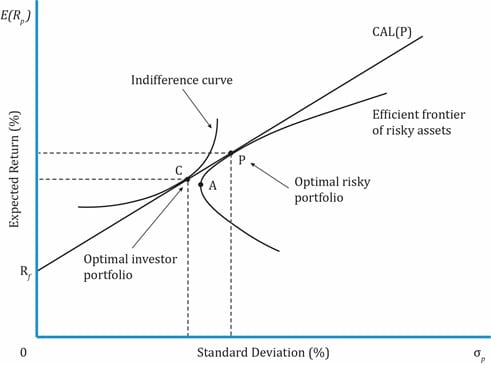 E(Rp)
CAL(P)
Indifference curve
Efficient frontier
of risky assets
Expected Return (%)
P
C
A
Optimal risky
portfolio
Optimal investor
portfolio
Rf
0
Standard Deviation (%)
σp